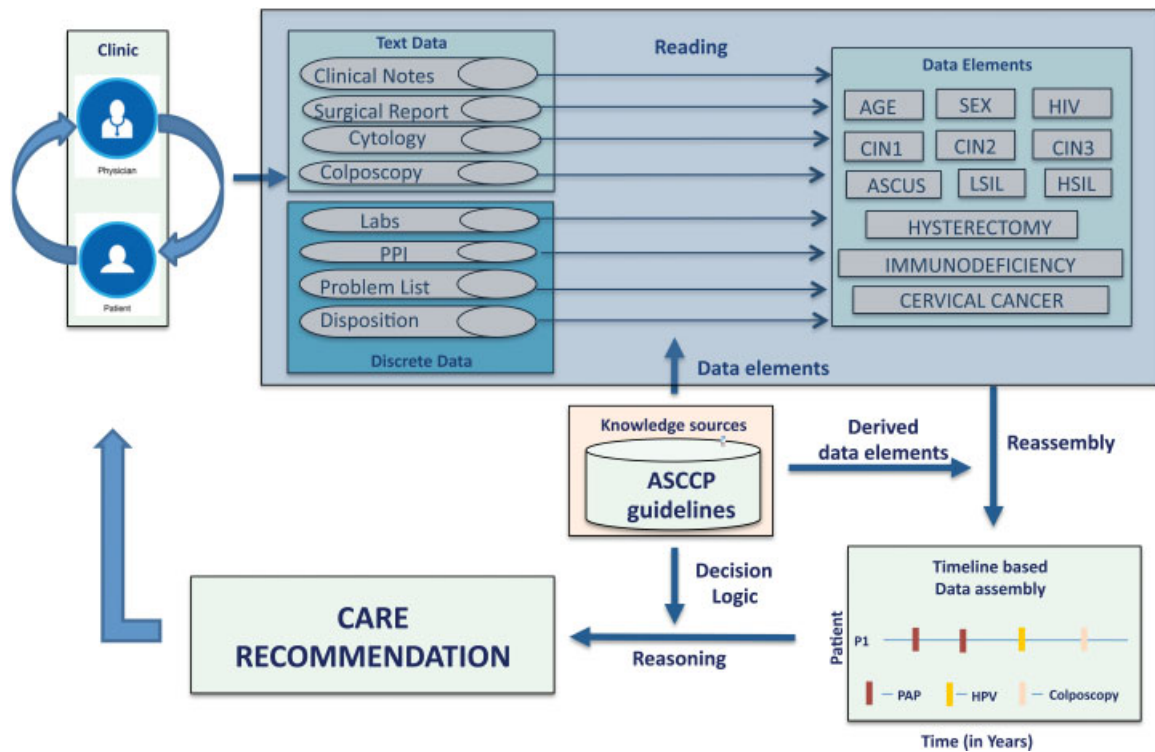 Clinic
Physician
Patient
Text Data
Clinical Notes
Surgical Report
Cytology
Colposcopy
Labs
PPI
Problem List
Disposition
Discrete Data
Reading
Data Elements
AGE SEX HIV
CIN1 CIN2 CIN3
ASCUS LSIL HSIL
HYSTERECTOMY
IMMUNODEFICIENCY
CERVICAL CANCER
Data elements
Knowledge sources
ASCCP
guidelines
Derived
data elements
Reassembly
Decision
Logic
Timeline based
Data assembly
Patient
P1
PAP HPV Colposcopy
Time (in Years)
Reasoning
CARE
RECOMMENDATION